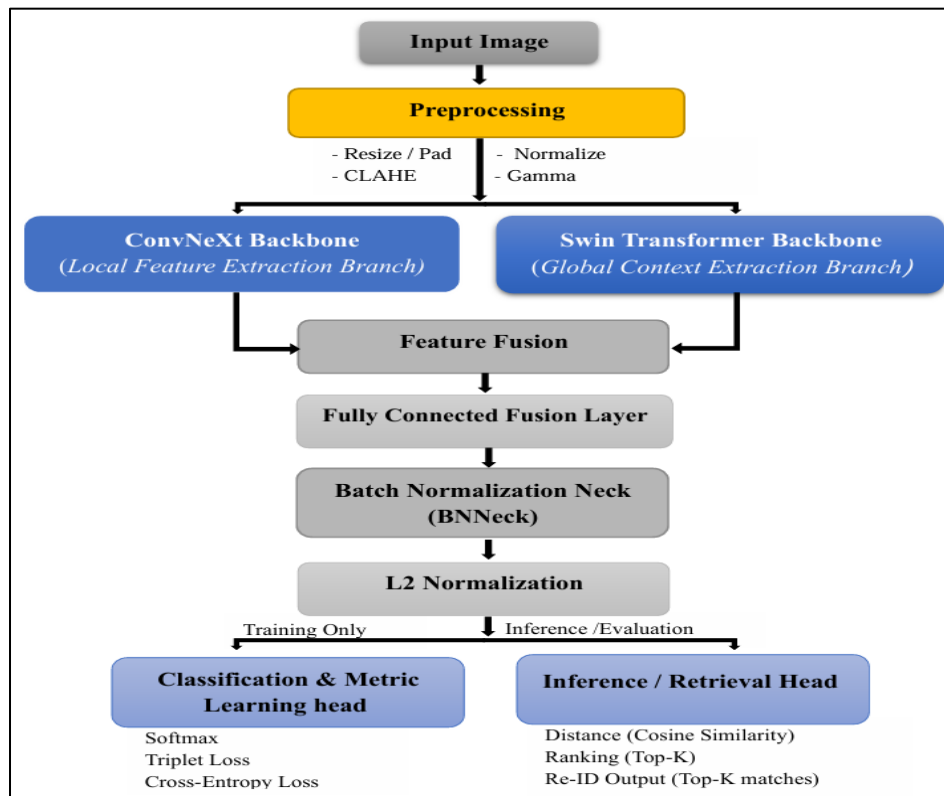 Input Image
Preprocessing
- Resize / Pad
- CLAHE
- Normalize
- Gamma
ConvNeXt Backbone
(Local Feature Extraction Branch)
Swin Transformer Backbone
(Global Context Extraction Branch)
Feature Fusion
Fully Connected Fusion Layer
Batch Normalization Neck
(BNNeck)
L2 Normalization
Training Only
Inference /Evaluation
Classification & Metric
Learning head
Softmax
Triplet Loss
Cross-Entropy Loss
Inference / Retrieval Head
Distance (Cosine Similarity)
Ranking (Top-K)
Re-ID Output (Top-K matches)